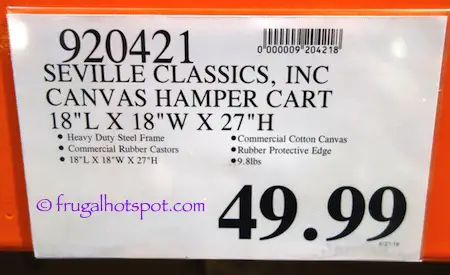 920421
0000009204218
SEVILLE CLASSICS, INC
CANVAS HAMPER CART
18"L X 18"W X 27"H
• Heavy Duty Steel Frame
• Commercial Rubber Castors
• 18"L X 18"W X 27"H
• Commercial Cotton Canvas
• Rubber Protective Edge
• 9.8lbs
© frugalhotspot.com
49.99